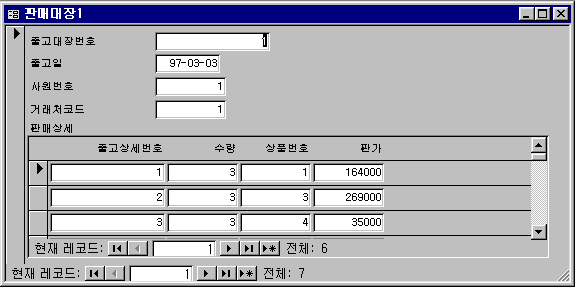 판매대장1
출고대장번호 1
출고일 97-03-03
사원번호 1
거래처코드 1
판매상세
출고상세번호 수량 상품번호 판가
1 3 1 164000
2 3 3 269000
3 3 4 35000
현재 레코드: 1 전체: 6
현재 레코드: 1 전체: 7